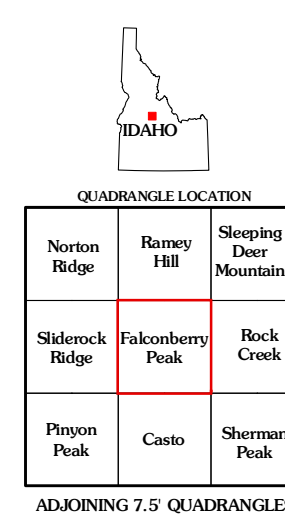 IDAHO
QUADRANGLE LOCATION
Norton
Ridge
Ramey
Hill
Sleeping
Deer
Mountain
Sliderock
Ridge
Falconberry
Peak
Rock
Creek
Pinyon
Peak
Casto
Sherman
Peak
ADJOINING 7.5' QUADRANGLES